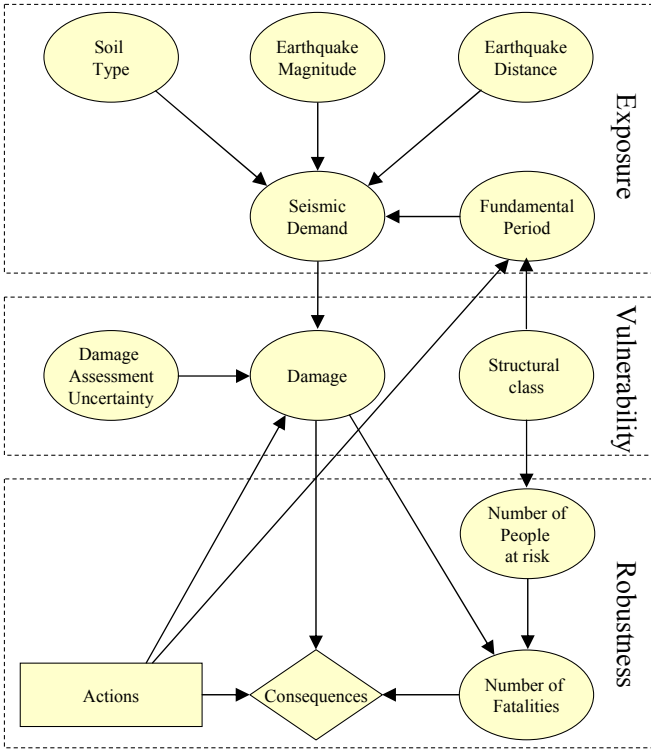 Soil
Type
Earthquake
Magnitude
Earthquake
Distance
Exposure
Seismic
Demand
Fundamental
Period
Damage
Assessment
Uncertainty
Damage
Structural
class
Vulnerability
Number of
People
at risk
Robustness
Actions
Consequences
Number of
Fatalities